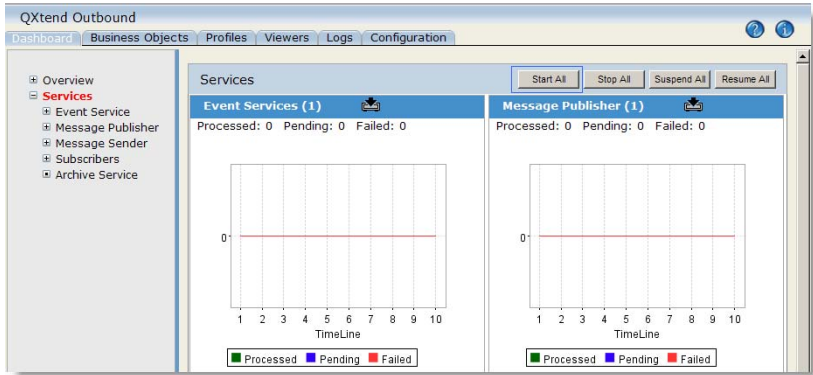 QXtend Outbound
Dashboard Business Objects Profiles Viewers Logs Configuration
Overview
Services
Event Service
Message Publisher
Message Sender
Subscribers
Archive Service
Services Start All Stop All Suspend All Resume All
Event Services (1)
Processed: 0 Pending: 0 Failed: 0
0
1 2 3 4 5 6 7 8 9 10
TimeLine
Processed Pending Failed
Message Publisher (1)
Processed: 0 Pending: 0 Failed: 0
0
1 2 3 4 5 6 7 8 9 10
TimeLine
Processed Pending Failed